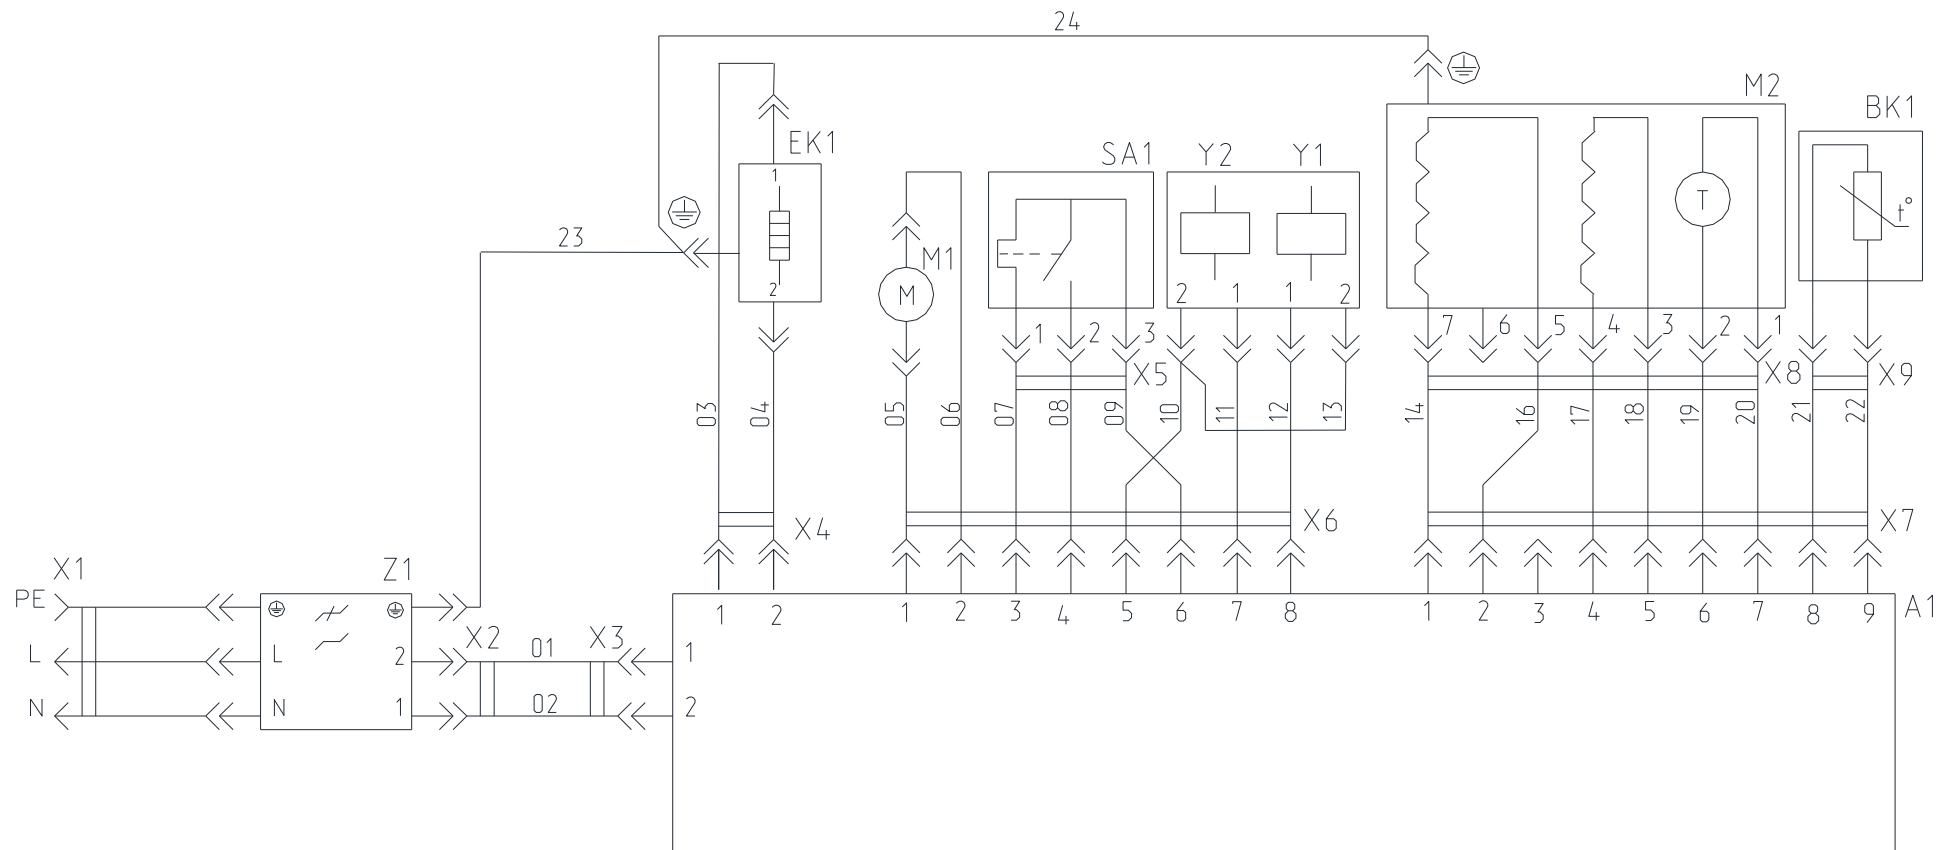 24
M2
BK1
EK1
1
SA1 Y2 Y1
T
t°
23
M1
2
M
2 1 1 2
7 6 5 4 3 2 1
1 2 3
X5 X8 X9
03 04 05 06 07 08 09 10 11 12 13 14 16 17 18 19 20 21 22
X4 X6 X7
X1 Z1
PE
1 2 1 2 3 4 5 6 7 8 1 2 3 4 5 6 7 8 9 A1
X2 X3
01
L L 2 1
02
N N 1 2